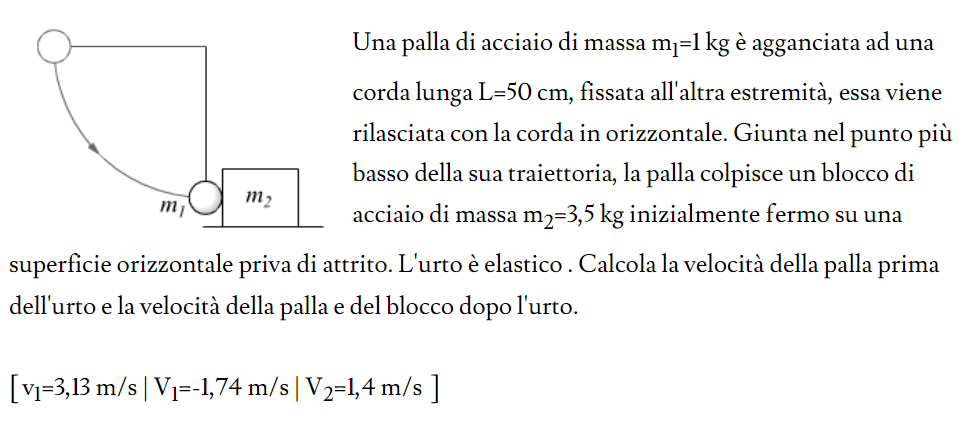 Una palla di acciaio di massa m₁=1 kg è agganciata ad una
corda lunga L=50 cm, fissata all'altra estremità, essa viene
rilasciata con la corda in orizzontale. Giunta nel punto più
basso della sua traiettoria, la palla colpisce un blocco di
acciaio di massa m₂=3,5 kg inizialmente fermo su una
superficie orizzontale priva di attrito. L'urto è elastico . Calcola la velocità della palla prima
dell'urto e la velocità della palla e del blocco dopo l'urto.
[ v₁=3,13 m/s | V₁=-1,74 m/s | V₂=1,4 m/s ]
m₁
m₂